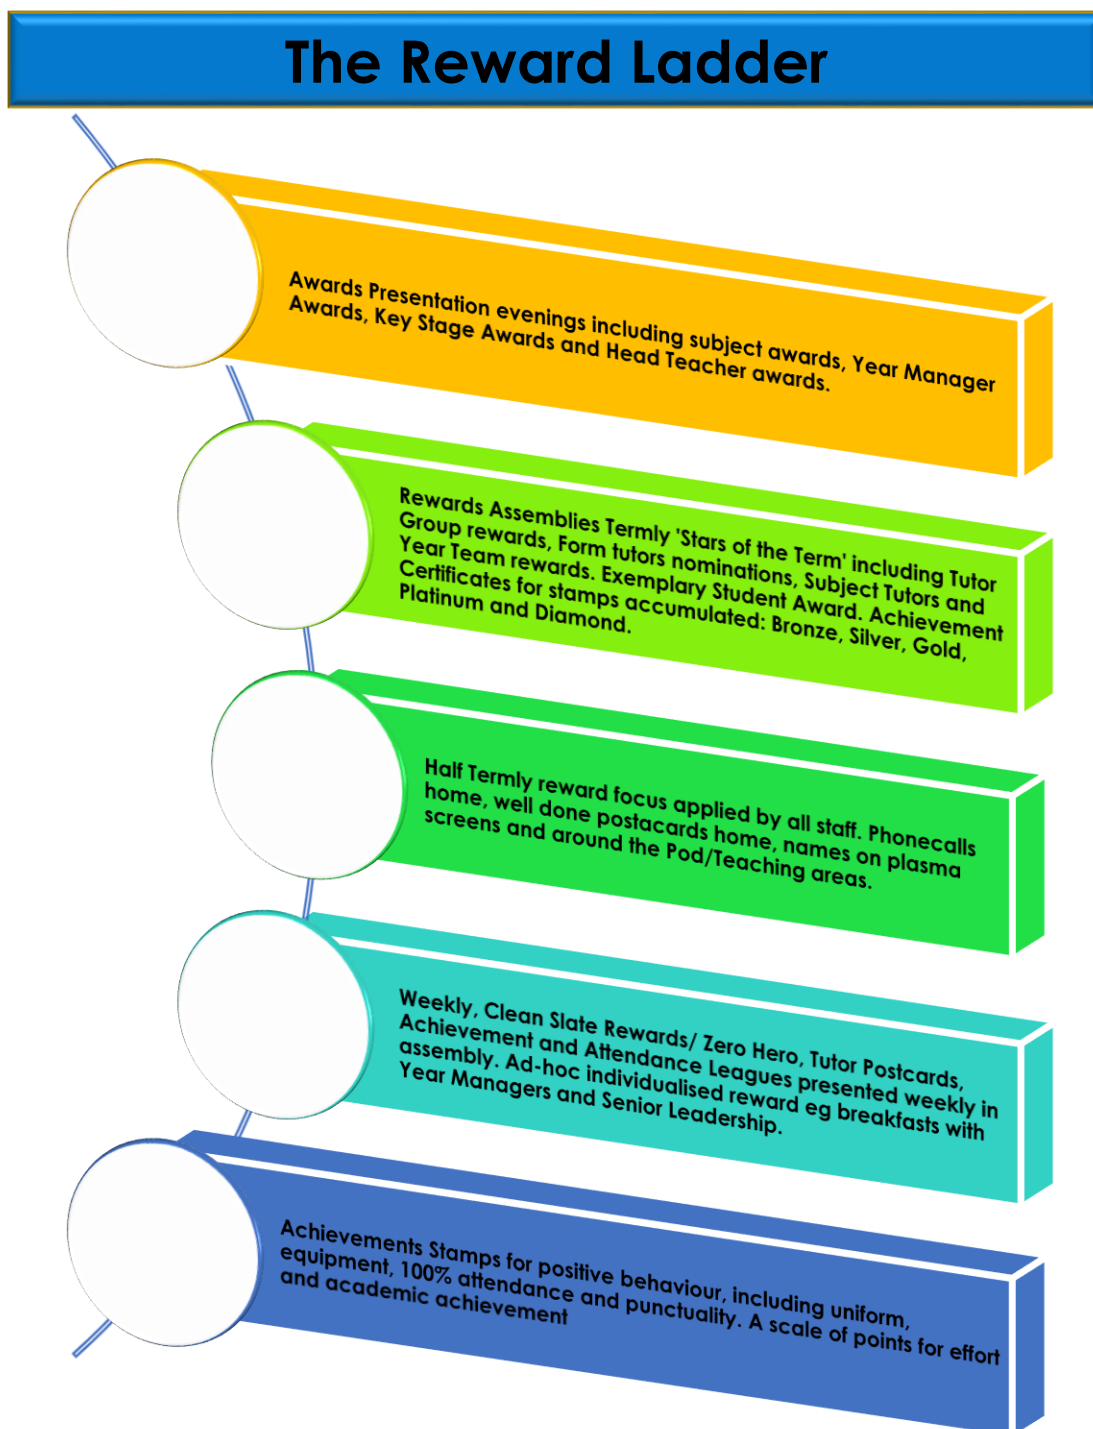 The Reward Ladder
Awards Presentation evenings including subject awards, Year Manager
Awards, Key Stage Awards and Head Teacher awards.
Rewards Assemblies Termly 'Stars of the Term' including Tutor
Group rewards, Form tutors nominations, Subject Tutors and
Year Team rewards. Exemplary Student Award. Achievement
Certificates for stamps accumulated: Bronze, Silver, Gold,
Platinum and Diamond.
Half Termly reward focus applied by all staff. Phonecalls
home, well done postacards home, names on plasma
screens and around the Pod/Teaching areas.
Weekly, Clean Slate Rewards/ Zero Hero, Tutor Postcards,
Achievement and Attendance Leagues presented weekly in
assembly. Ad-hoc individualised reward eg breakfasts with
Year Managers and Senior Leadership.
Achievements Stamps for positive behaviour, including uniform,
equipment, 100% attendance and punctuality. A scale of points for effort
and academic achievement